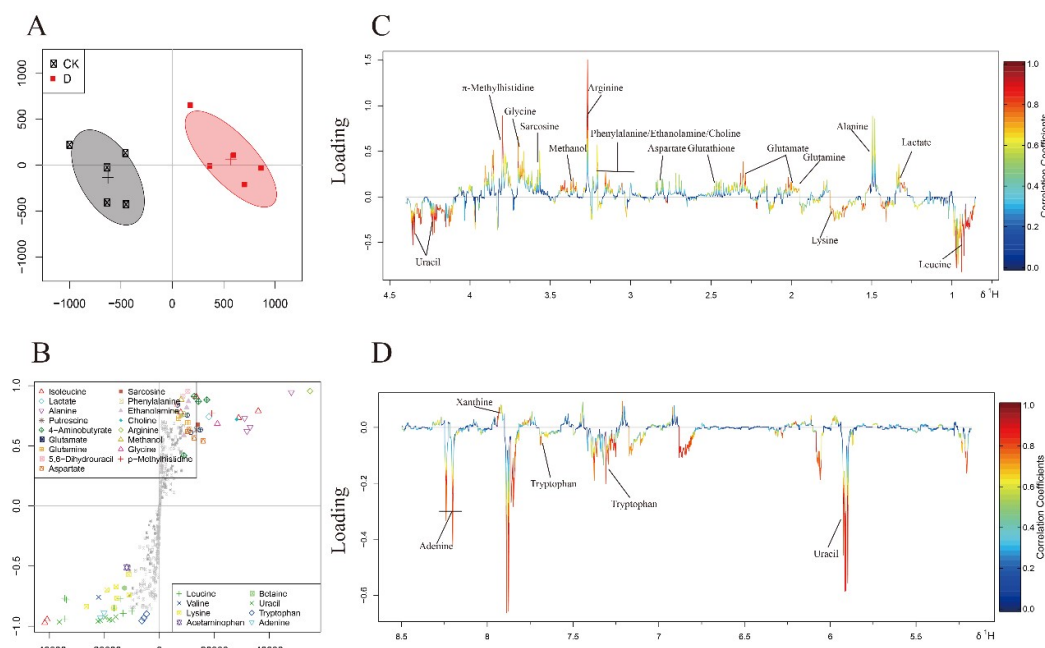 A
CK
D
1000
500
0
−500
−1000
−1000
−500
0
500
1000
B
1.0
0.5
0.0
−0.5
−1.0
Isoleucine
Lactate
Alanine
Putrescine
4−Aminobutyrate
Glutamate
Glutamine
5,6−Dihydrouracil
Aspartate
Sarcosine
Phenylalanine
Ethanolamine
Choline
Arginine
Methanol
Glycine
Leucine
Valine
Lysine
Acetaminophen
Betaine
Uracil
Tryptophan
Adenine
0
C
Loading
1.5
1.0
0.5
0.0
−0.5
π-Methylhistidine
Glycine
Sarcosine
Methanol
Arginine
Phenylalanine/Ethanolamine/Choline
Aspartate
Glutathione
Glutamate
Glutamine
Alanine
Lactate
Uracil
Lysine
Leucine
4.5
4
3.5
3
2.5
2
1.5
1
δ ¹H
1.0
0.8
0.6
0.4
0.2
0.0
Correlation Coefficients
D
Loading
0.0
−0.2
−0.4
−0.6
Xanthine
Tryptophan
Tryptophan
Adenine
Uracil
8.5
8
7.5
7
6.5
6
5.5
δ ¹H
1.0
0.8
0.6
0.4
0.2
0.0
Correlation Coefficients